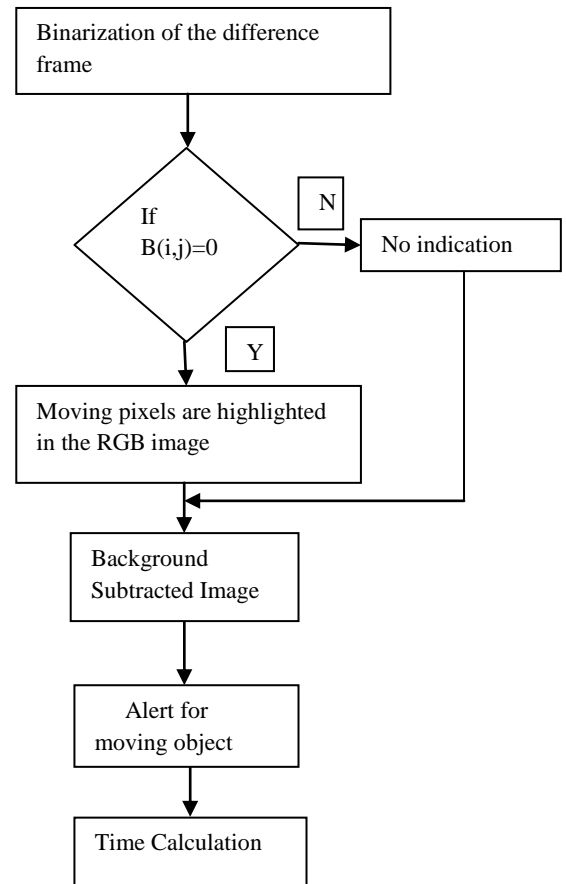 Binarization of the difference
frame
If
B(i,j)=0
N
No indication
Y
Moving pixels are highlighted
in the RGB image
Background
Subtracted Image
Alert for
moving object
Time Calculation